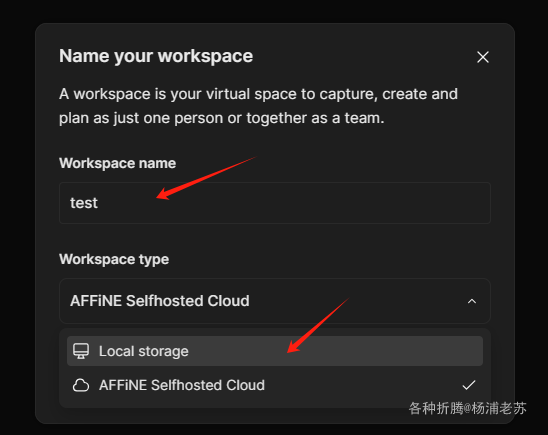 Name your workspace
A workspace is your virtual space to capture, create and
plan as just one person or together as a team.
Workspace name
test
Workspace type
AFFiNE Selfhosted Cloud
Local storage
AFFiNE Selfhosted Cloud
各种折腾@杨浦老苏